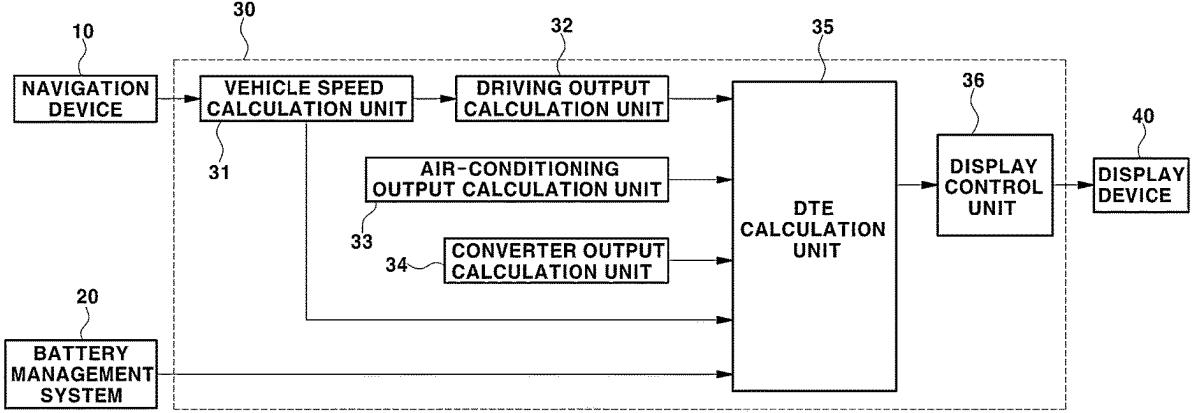 10
NAVIGATION
DEVICE
30
VEHICLE SPEED
CALCULATION UNIT
31
32
DRIVING OUTPUT
CALCULATION UNIT
AIR-CONDITIONING
OUTPUT CALCULATION UNIT
33
CONVERTER OUTPUT
CALCULATION UNIT
34
35
DTE
CALCULATION
UNIT
36
DISPLAY
CONTROL
UNIT
40
DISPLAY
DEVICE
20
BATTERY
MANAGEMENT
SYSTEM